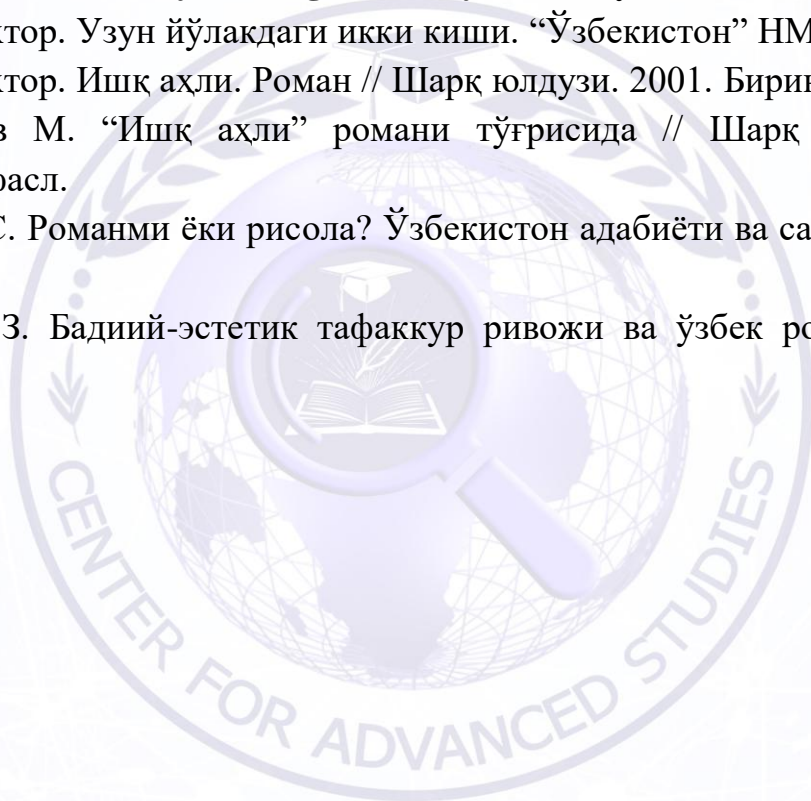 ктор. Узун йўлакдаги икки киши. “Ўзбекистон” НМ
ктор. Ишқ аҳли. Роман // Шарқ юлдузи. 2001. Бирин
в М. “Ишқ аҳли” романи тўғрисида // Шарқ
фасл.
С. Романми ёки рисола? Ўзбекистон адабиёти ва са
З. Бадиий-эстетик тафаккур ривожи ва ўзбек ро
CENTER FOR ADVANCED STUDIES